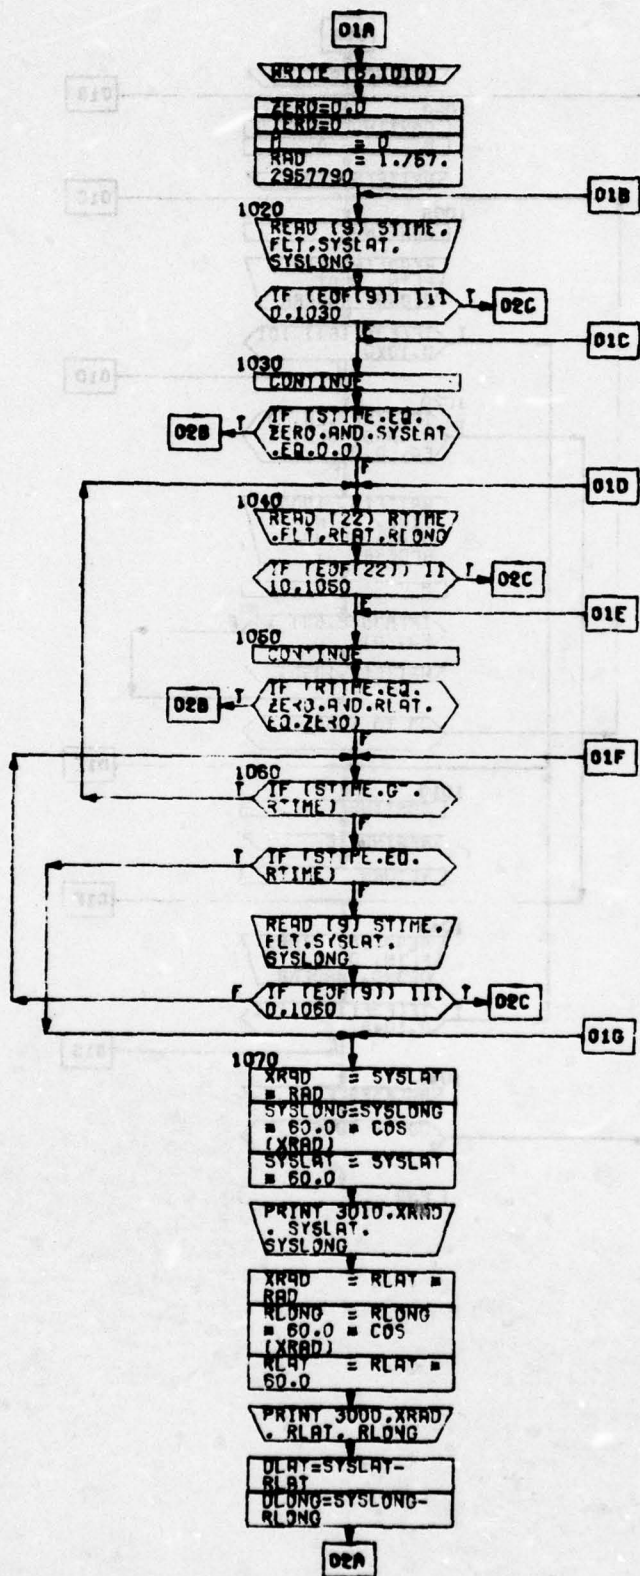 01A
WRITE (6,1010)
ZERO=0.0
IERO=0
M = 0
RAD = 1./57.
2957790
01B
1020
READ (9) STIME.
FLT.SYSLAT.
SYSLONG
IF (EOF(9)) 111
0.1030
T
02C
F
01C
1030
CONTINUE
IF (STIME.EQ.
ZERO.AND.SYSLAT
.EQ.0.0)
T
02B
F
01D
1040
READ (22) RTIME
.FLT.RLAT.RLONG
IF (EOF(22)) 11
10.1050
T
02C
F
01E
1050
CONTINUE
IF (RTIME.EQ.
ZERO.AND.RLAT.
EQ.ZERO)
T
02B
F
01F
1060
IF (STIME.G .
RTIME)
T
F
IF (STIME.EQ.
RTIME)
T
F
READ (9) STIME.
FLT.SYSLAT.
SYSLONG
IF (EOF(9)) 111
0.1060
F
T
02C
01G
1070
XRAD = SYSLAT
* RAD
SYSLONG=SYSLONG
* 60.0 * COS
(XRAD)
SYSLAT = SYSLAT
* 60.0
PRINT 3010.XRAD
. SYSLAT.
SYSLONG
XRAD = RLAT *
RAD
RLONG = RLONG
* 60.0 * COS
(XRAD)
RLAT = RLAT *
60.0
PRINT 3000.XRAD
. RLAT. RLONG
DLAT=SYSLAT-
RLAT
DLONG=SYSLONG-
RLONG
02A